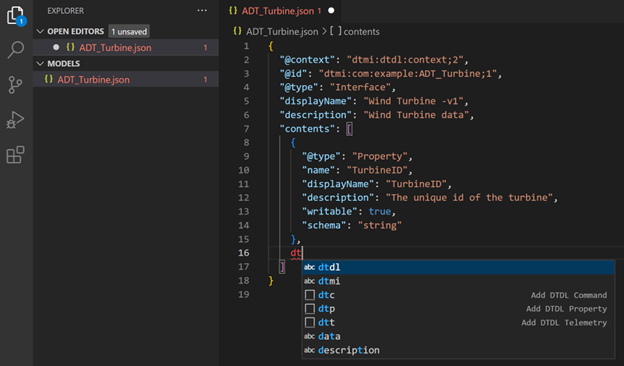 EXPLORER
···
OPEN EDITORS 1 unsaved
ADT_Turbine.json 1
MODELS
ADT_Turbine.json 1
1
ADT_Turbine.json 1
ADT_Turbine.json > [ ] contents
1 {
2 "@context": "dtmi:dtdl:context;2",
3 "@id": "dtmi:com:example:ADT_Turbine;1",
4 "@type": "Interface",
5 "displayName": "Wind Turbine -v1",
6 "description": "Wind Turbine data",
7 "contents": [
8 {
9 "@type": "Property",
10 "name": "TurbineID",
11 "displayName": "TurbineID",
12 "description": "The unique id of the turbine",
13 "writable": true,
14 "schema": "string"
15 },
16 dt
17 ]
18 }
19
abc dtdl
abc dtmi
dtc Add DTDL Command
dtp Add DTDL Property
dtt Add DTDL Telemetry
abc data
abc description